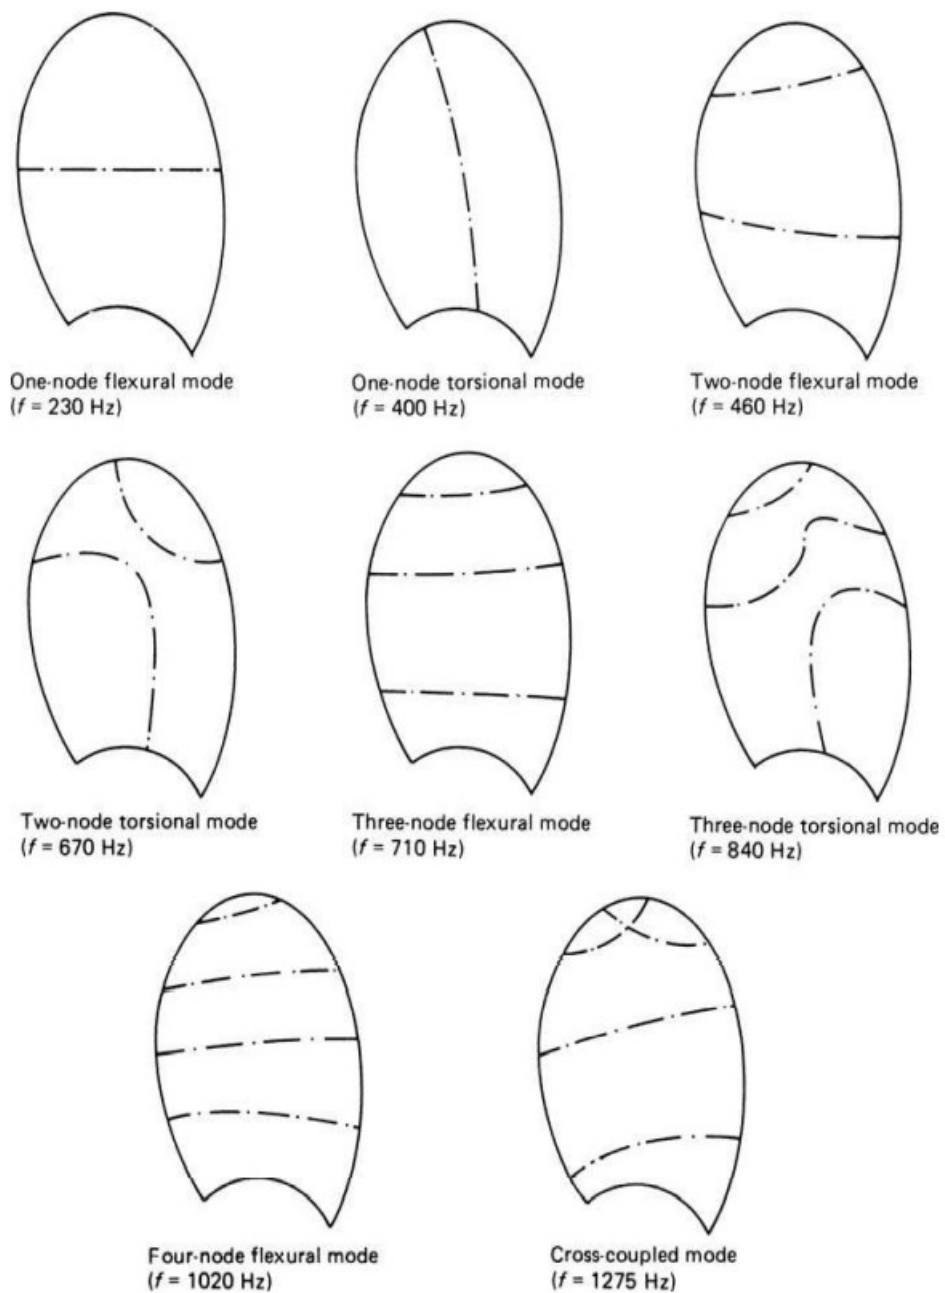 One-node flexural mode
(f = 230 Hz)
One-node torsional mode
(f = 400 Hz)
Two-node flexural mode
(f = 460 Hz)
Two-node torsional mode
(f = 670 Hz)
Three-node flexural mode
(f = 710 Hz)
Three-node torsional mode
(f = 840 Hz)
Four-node flexural mode
(f = 1020 Hz)
Cross-coupled mode
(f = 1275 Hz)